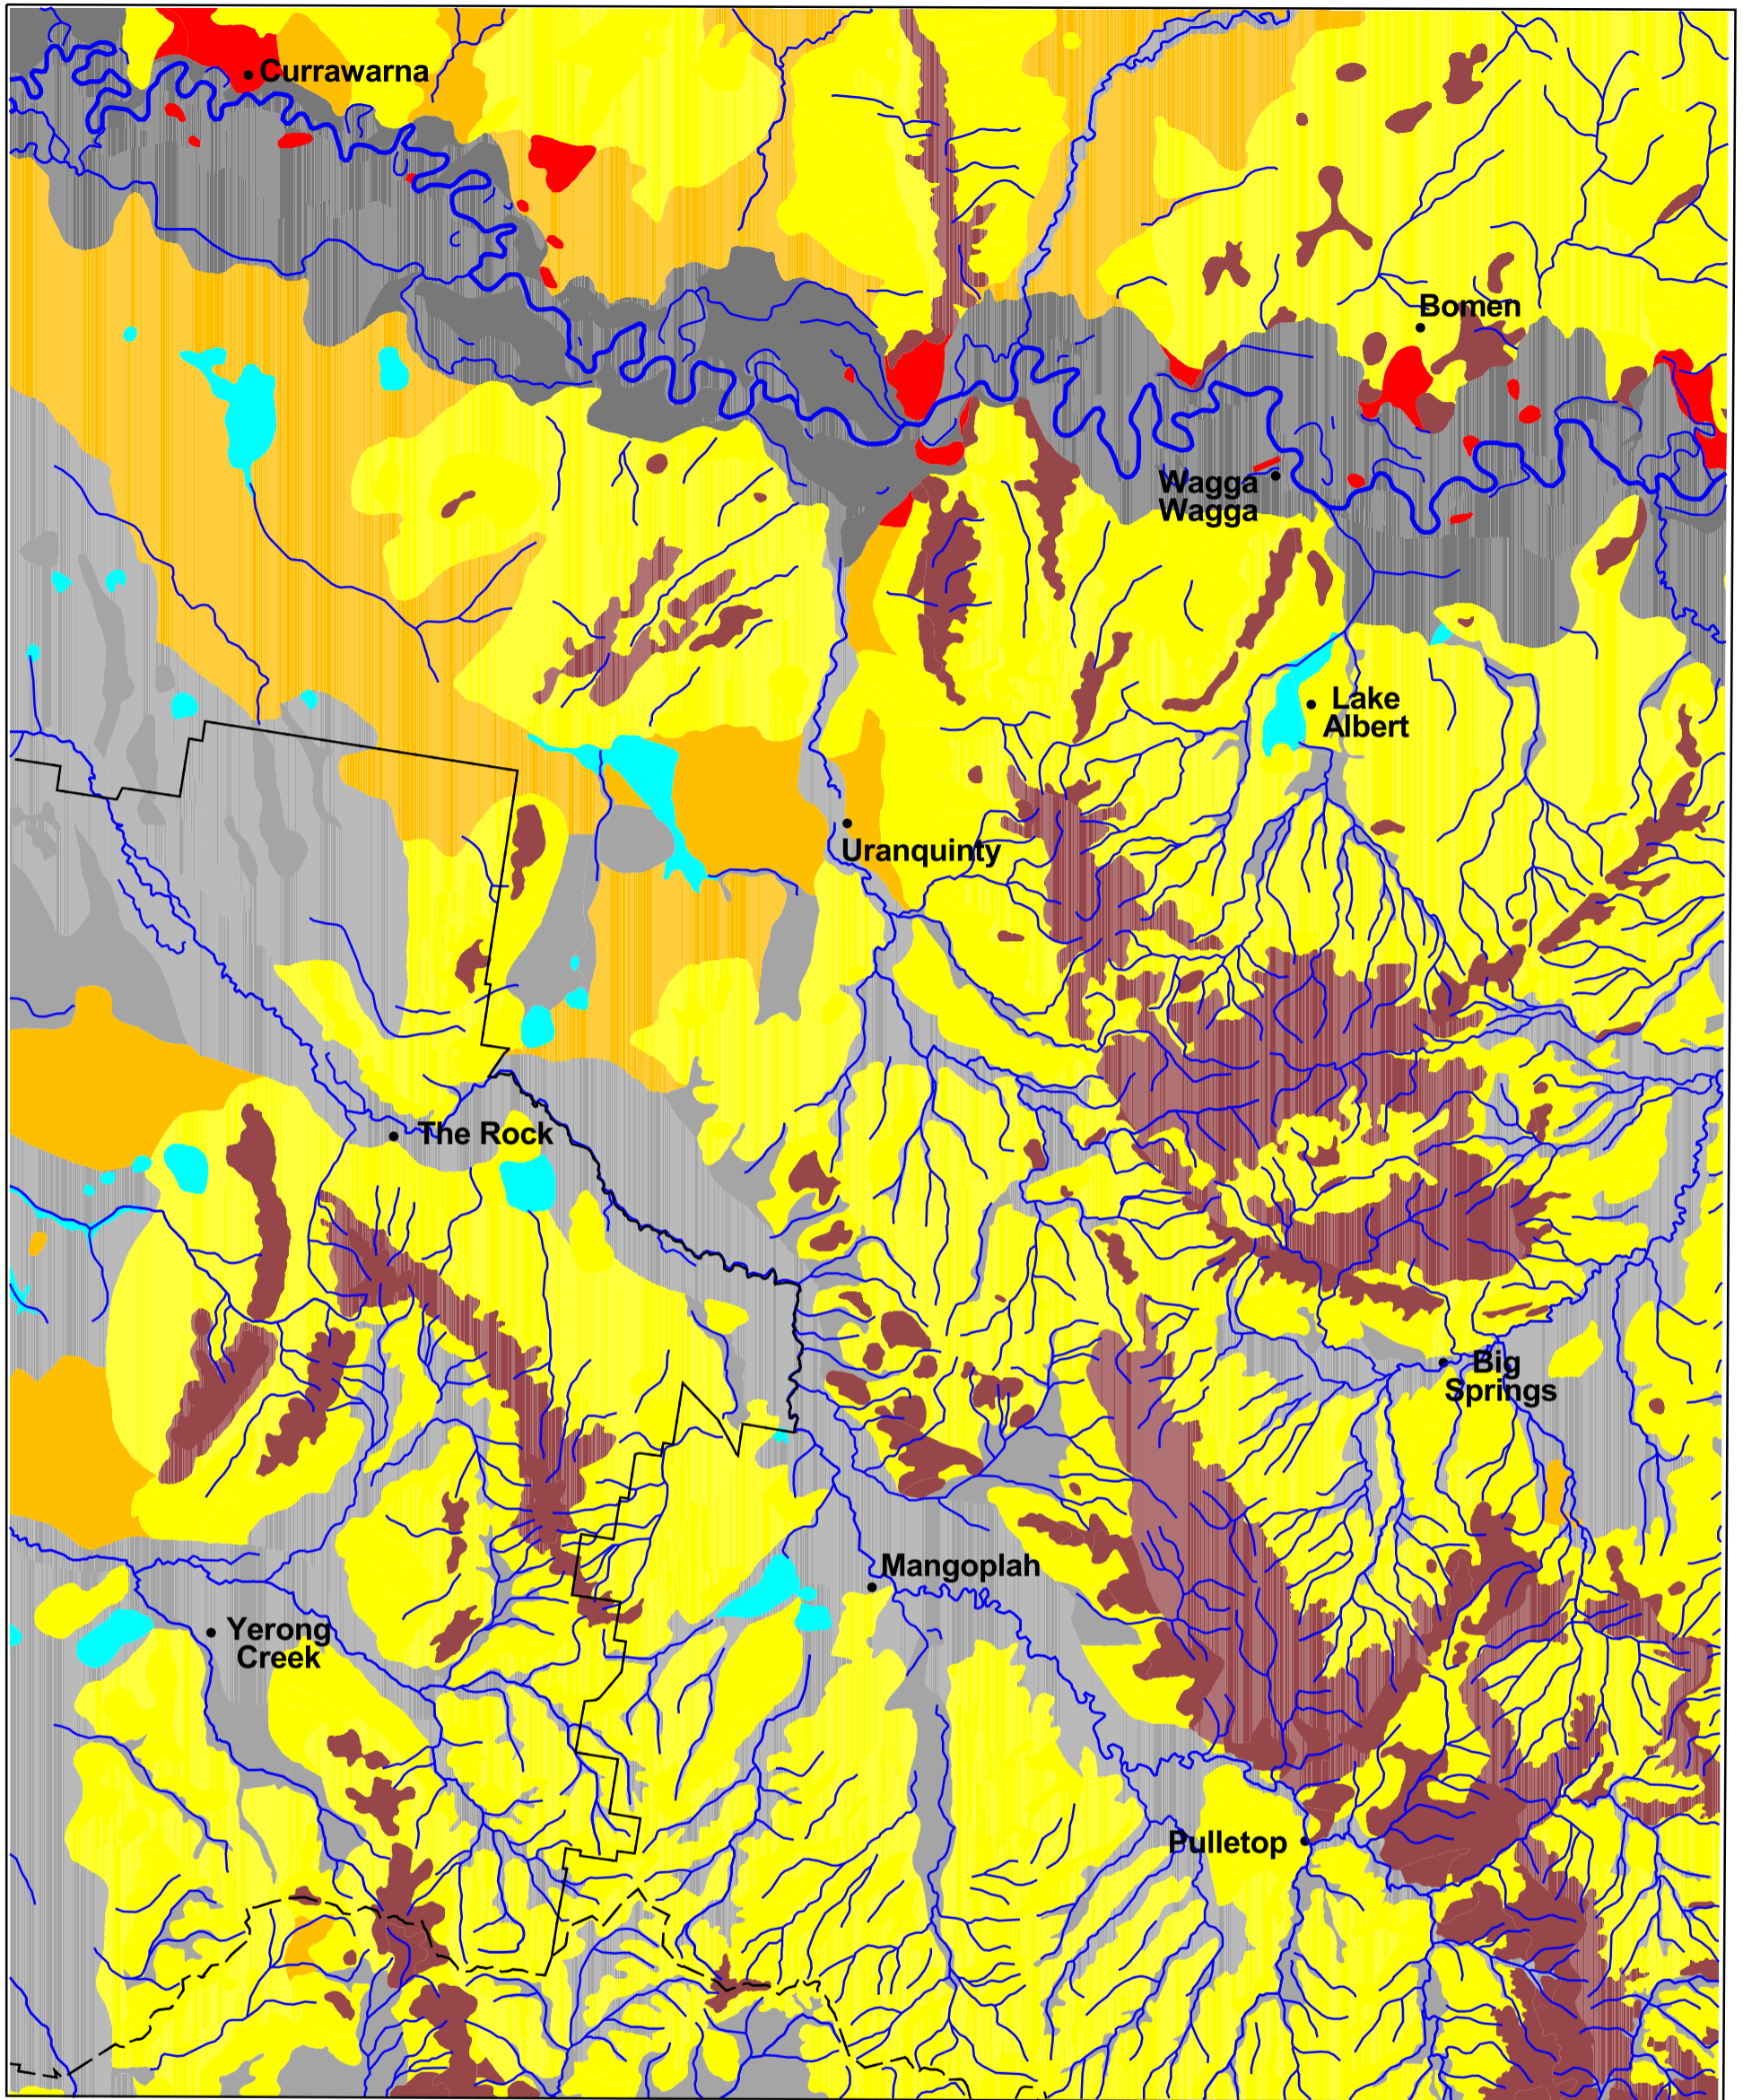 Currawarna
Bomen
Wagga
Wagga
Lake
Albert
Uranquinty
The Rock
Big
Springs
Mangoplah
Yerong
Creek
Pulletop